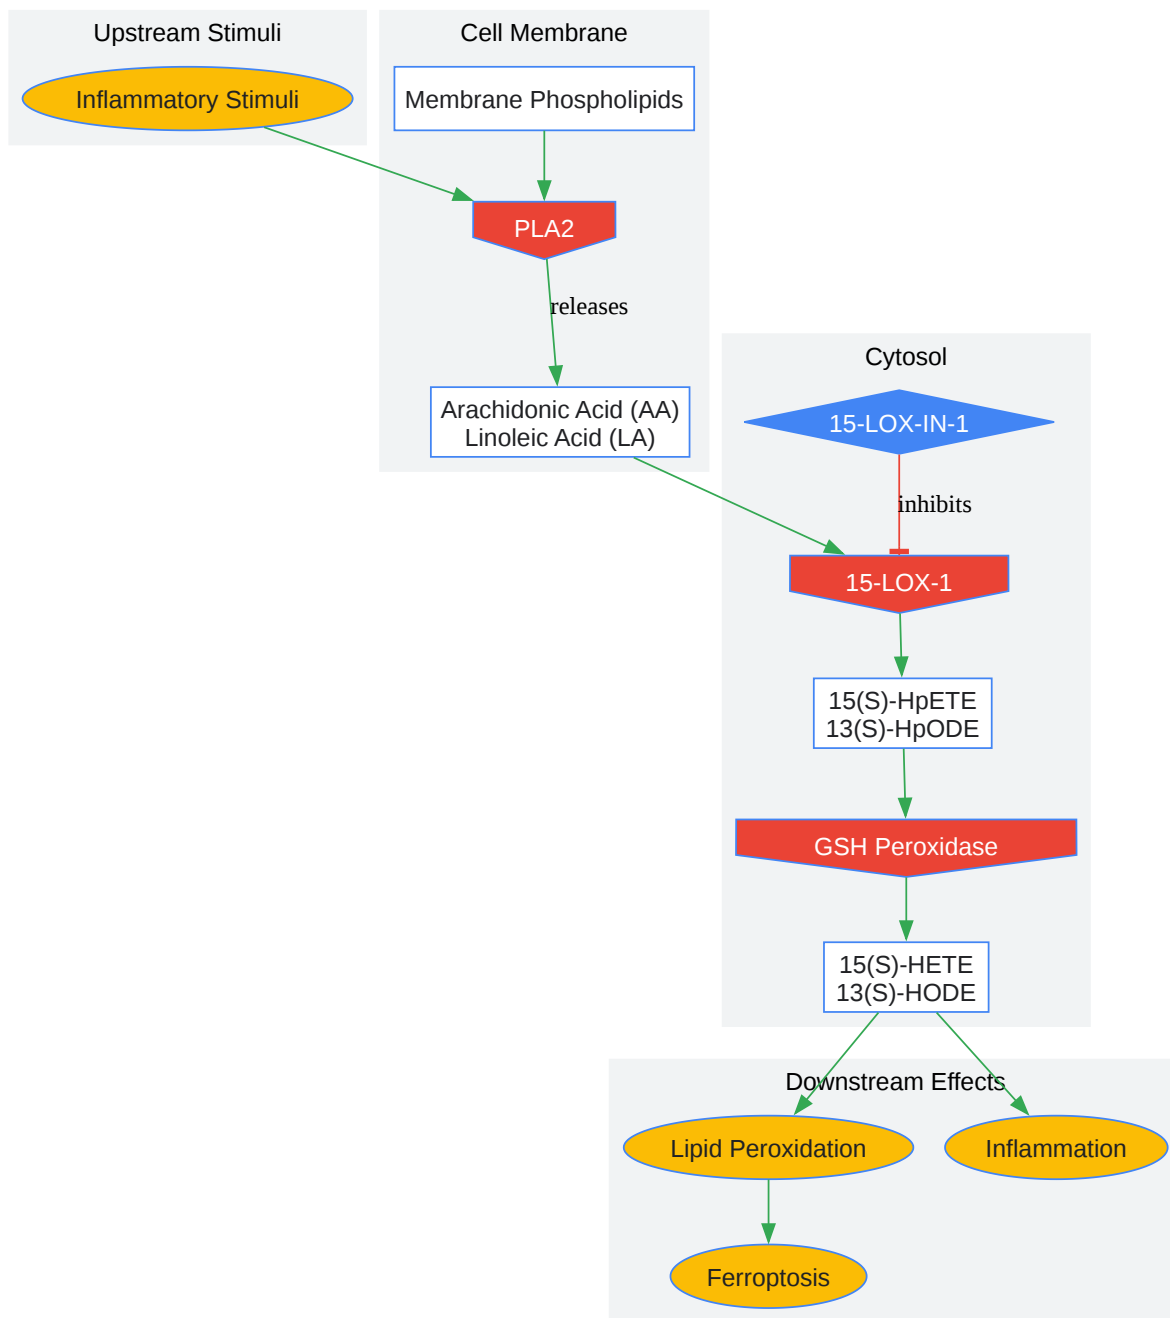 Upstream Stimuli
Inflammatory Stimuli
Cell Membrane
Membrane Phospholipids
PLA2
releases
Arachidonic Acid (AA)
Linoleic Acid (LA)
Cytosol
15-LOX-IN-1
inhibits
15-LOX-1
15(S)-HpETE
13(S)-HpODE
GSH Peroxidase
15(S)-HETE
13(S)-HODE
Downstream Effects
Lipid Peroxidation
Inflammation
Ferroptosis